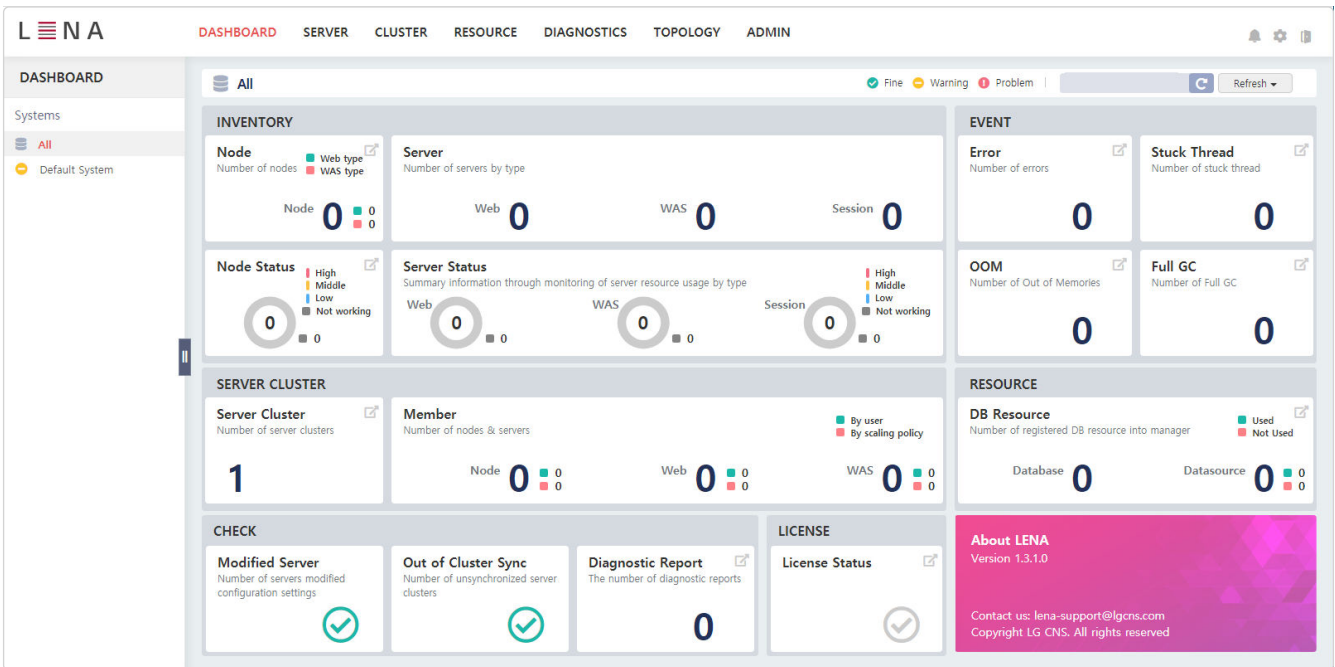 LENA
DASHBOARD SERVER CLUSTER RESOURCE DIAGNOSTICS TOPOLOGY ADMIN
DASHBOARD
Systems
All
Default System
All
Fine Warning Problem Refresh
INVENTORY
Node
Number of nodes
Web type
WAS type
Node 0 0
0
Server
Number of servers by type
Web 0 WAS 0 Session 0
Node Status
High
Middle
Low
Not working
0
0
Server Status
Summary information through monitoring of server resource usage by type
High
Middle
Low
Not working
Web 0 0
WAS 0 0
Session 0 0
EVENT
Error
Number of errors
0
Stuck Thread
Number of stuck thread
0
OOM
Number of Out of Memories
0
Full GC
Number of Full GC
0
SERVER CLUSTER
Server Cluster
Number of server clusters
1
Member
Number of nodes & servers
By user
By scaling policy
Node 0 0
0
Web 0 0
0
WAS 0 0
0
RESOURCE
DB Resource
Number of registered DB resource into manager
Used
Not Used
Database 0
Datasource 0 0
0
CHECK
Modified Server
Number of servers modified
configuration settings
Out of Cluster Sync
Number of unsynchronized server
clusters
Diagnostic Report
The number of diagnostic reports
0
LICENSE
License Status
About LENA
Version 1.3.1.0
Contact us: lena-support@lgcns.com
Copyright LG CNS. All rights reserved